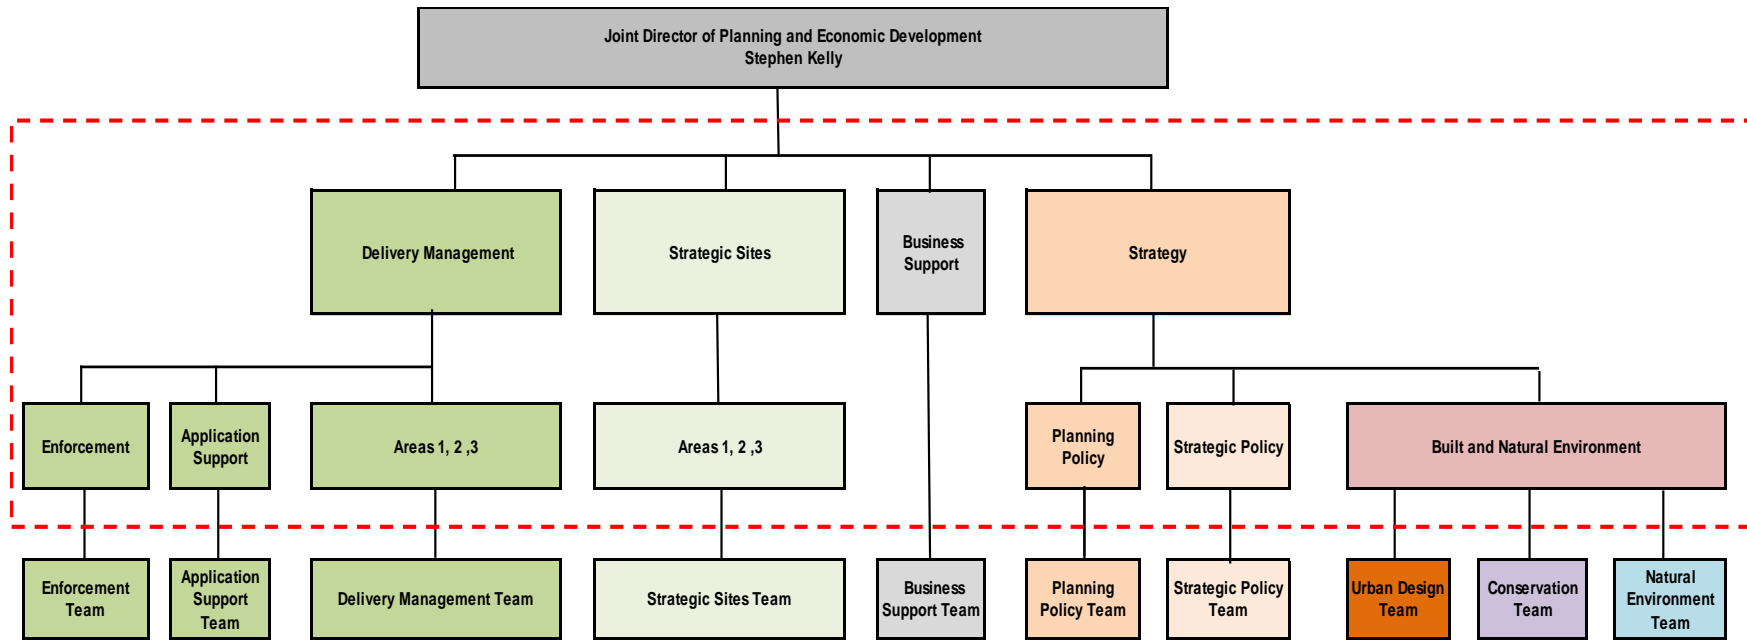 Joint Director of Planning and Economic Development
Stephen Kelly
Delivery Management
Strategic Sites
Business
Support
Strategy
Enforcement
Application
Support
Areas 1, 2 ,3
Areas 1, 2 ,3
Planning
Policy
Strategic Policy
Built and Natural Environment
Enforcement
Team
Application
Support
Team
Delivery Management Team
Strategic Sites Team
Business
Support Team
Planning
Policy Team
Strategic Policy
Team
Urban Design
Team
Conservation
Team
Natural
Environment
Team